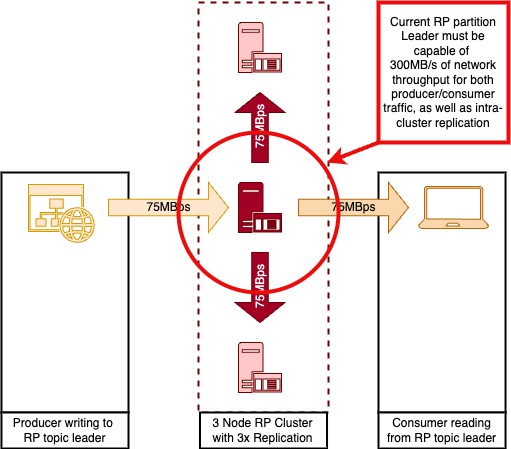 Current RP partition
Leader must be
capable of
300MB/s of network
throughput for both
producer/consumer
traffic, as well as intra-
cluster replication
75MBps
75MBps
75MBps
75MBps
Producer writing to
RP topic leader
3 Node RP Cluster
with 3x Replication
Consumer reading
from RP topic leader